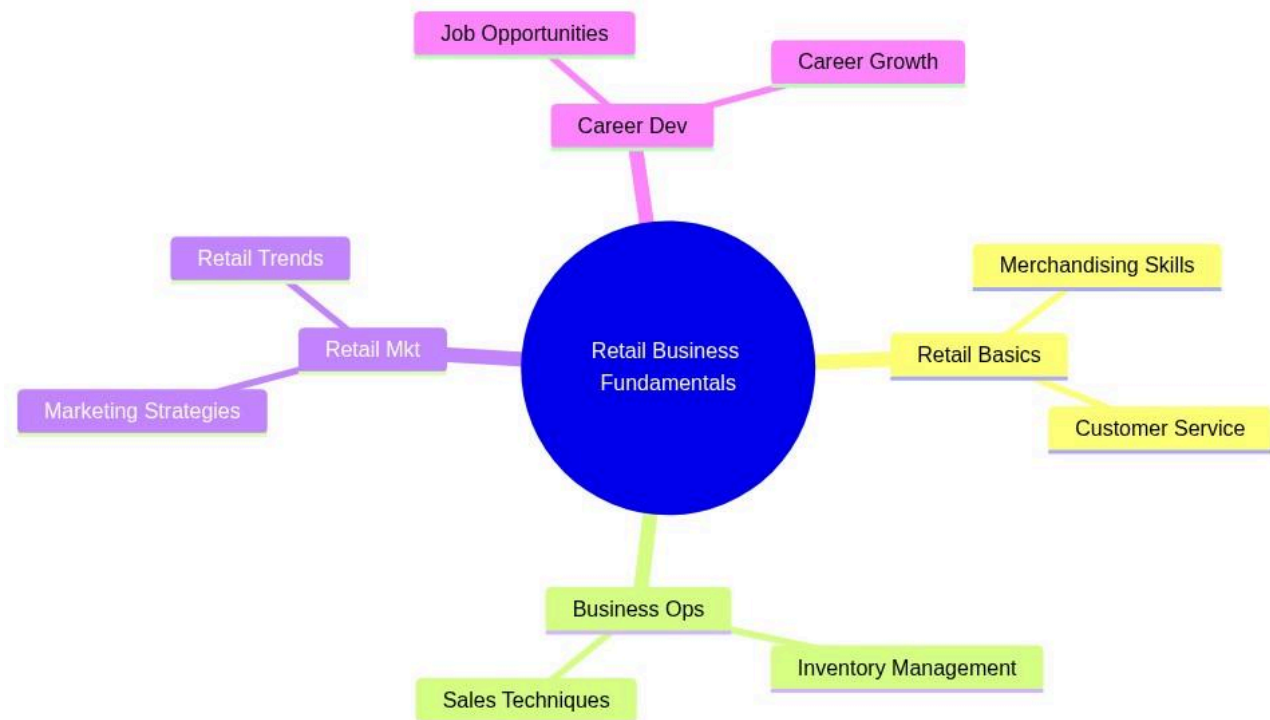 Job Opportunities
Career Growth
Career Dev
Retail Trends
Merchandising Skills
Retail Mkt
Retail Business
Fundamentals
Retail Basics
Marketing Strategies
Customer Service
Business Ops
Inventory Management
Sales Techniques